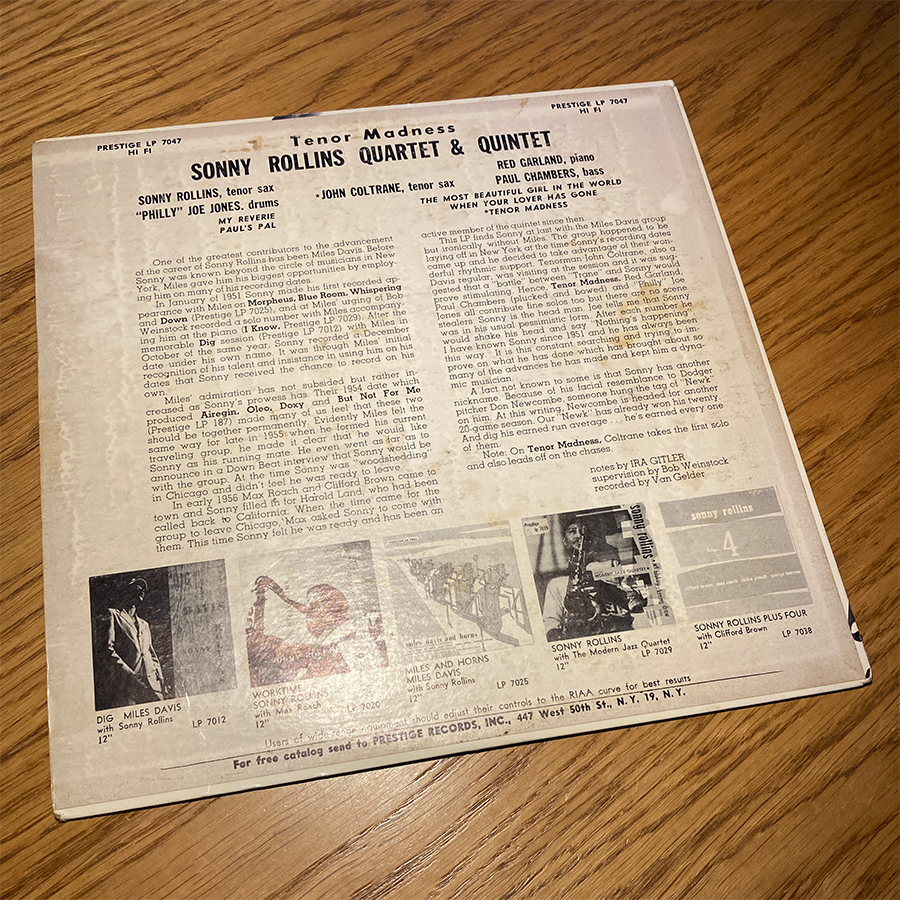 PRESTIGE LP 7047
HI FI
PRESTIGE LP 7047
HI FI
Tenor Madness
SONNY ROLLINS QUARTET & QUINTET
SONNY ROLLINS, tenor sax
"PHILLY" JOE JONES. drums
MY REVERIE
PAUL'S PAL
*JOHN COLTRANE, tenor sax
RED GARLAND, piano
PAUL CHAMBERS, bass
THE MOST BEAUTIFUL GIRL IN THE WORLD
WHEN YOUR LOVER HAS GONE
*TENOR MADNESS
One of the greatest contributors to the advancement
of the career of Sonny Rollins has been Miles Davis. Before
Sonny was known beyond the circle of musicians in New
York, Miles gave him his biggest opportunities by employ-
ing him on many of his recording dates.
In January of 1951 Sonny made his first recorded ap-
pearance with Miles on Morpheus, Blue Room, Whispering
and Down (Prestige LP 7025), and at Miles' urging of Bob
Weinstock recorded a solo number with Miles accompany-
ing him at the piano (I Know, Prestige LP 7029). After the
memorable Dig session (Prestige LP 7012) with Miles in
October of the same year, Sonny recorded a December
date under his own name. It was through Miles' initial
recognition of his talent and insistance in using him on his
dates that Sonny received the chance to record on his
own.
Miles' admiration has not subsided but rather in-
creased as Sonny's prowess has. Their 1954 date which
produced Airegin, Oleo, Doxy and But Not For Me
(Prestige LP 187) made many of us feel that these two
should be together permanently. Evidently Miles felt the
same way for late in 1955, when he formed his current
traveling group, he made it clear that he would like
Sonny as his running mate. He even went so far as to
announce in a Down Beat interview that Sonny would be
with the group. At the time Sonny was "woodshedding"
in Chicago and didn't feel he was ready to leave.
In early 1956 Max Roach and Clifford Brown came to
town and Sonny filled in for Harold Land, who had been
called back to California. When the time came for the
group to leave Chicago, Max asked Sonny to come with
them. This time Sonny felt he was ready and has been an
active member of the quintet since then.
This LP finds Sonny at last with the Miles Davis group
but ironically, without Miles. The group happened to be
laying off in New York at the time Sonny's recording date
came up and he decided to take advantage of their won-
derful rhythmic support. Tenorman John Coltrane, also a
Davis regular, was visiting at the session and it was sug-
gested that a "battle" between "Trane" and Sonny would
prove stimulating. Hence, Tenor Madness. Red Garland,
Paul Chambers (plucked and bowed) and "Philly" Joe
Jones all contribute fine solos too but there are no scene
stealers. Sonny is the head man. Joe tells me that Sonny
was in his usual pessimistic form. After each number he
would shake his head and say "Nothing's happening".
I have known Sonny since 1951 and he has always been
this way. It is this constant searching and trying to im-
prove on what he has done which has brought about so
many of the advances he has made and kept him a dyna-
mic musician.
A fact not known to some is that Sonny has another
nickname. Because of his facial resemblance to Dodger
pitcher Don Newcombe, someone hung the tag of "Newk"
on him. At this writing, Newcombe is headed for another
20-game season. Our "Newk" has already won his twenty
And dig his earned run average . . . he's earned every one
of them.
Note: On Tenor Madness, Coltrane takes the first solo
and also leads off on the chases.
notes by IRA GITLER
supervision by Bob Weinstock
recorded by Van Gelder
DIG MILES DAVIS
with Sonny Rollins
12" LP 7012
WORKTIME
SONNY ROLLINS
with Max Roach
12" LP 7020
miles davis and horns
MILES AND HORNS
MILES DAVIS
with Sonny Rollins
12" LP 7025
sonny rollins
MODERN JAZZ QUARTET
SONNY ROLLINS
with The Modern Jazz Quartet
12" LP 7029
sonny rollins
plus 4
SONNY ROLLINS PLUS FOUR
with Clifford Brown
12" LP 7038
Users of wide range equipment should adjust their controls to the RIAA curve for best results
For free catalog send to PRESTIGE RECORDS, INC., 447 West 50th St., N.Y. 19, N.Y.